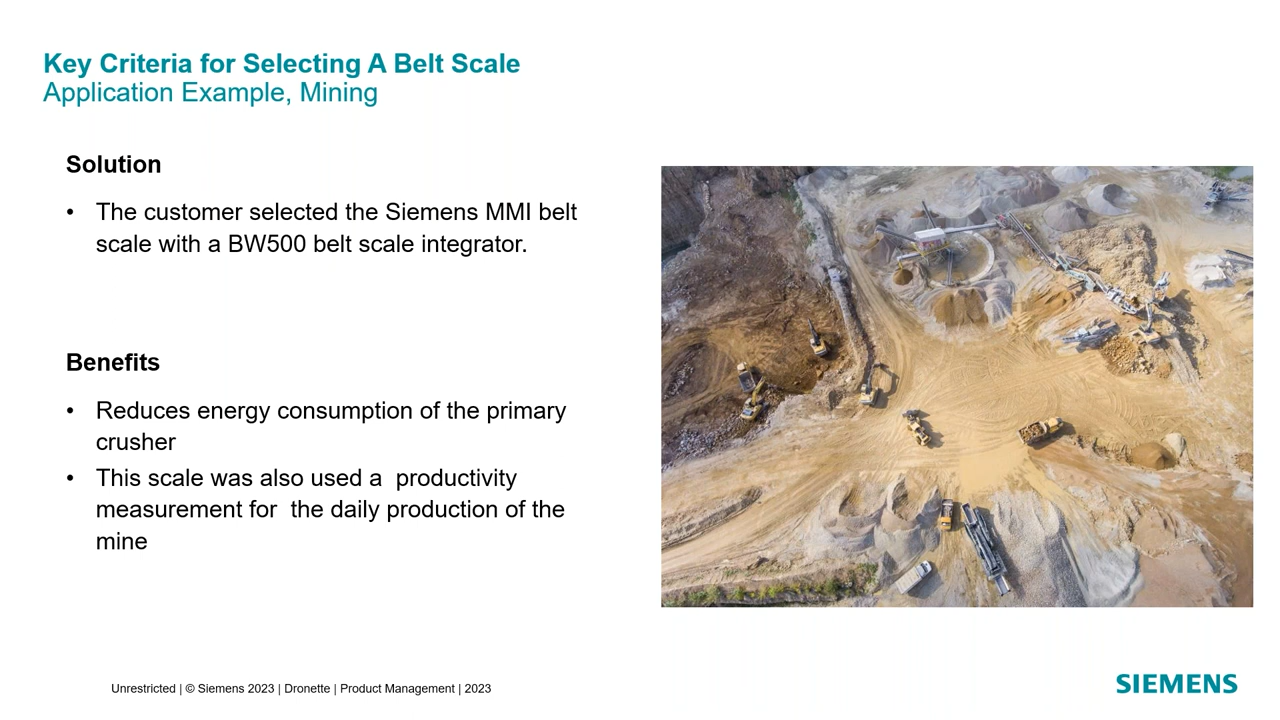 Key Criteria for Selecting A Belt Scale
Application Example, Mining
Solution
• The customer selected the Siemens MMI belt
scale with a BW500 belt scale integrator.
Benefits
• Reduces energy consumption of the primary
crusher
• This scale was also used a  productivity
measurement for  the daily production of the
mine
Unrestricted | © Siemens 2023 | Dronette | Product Management | 2023
SIEMENS